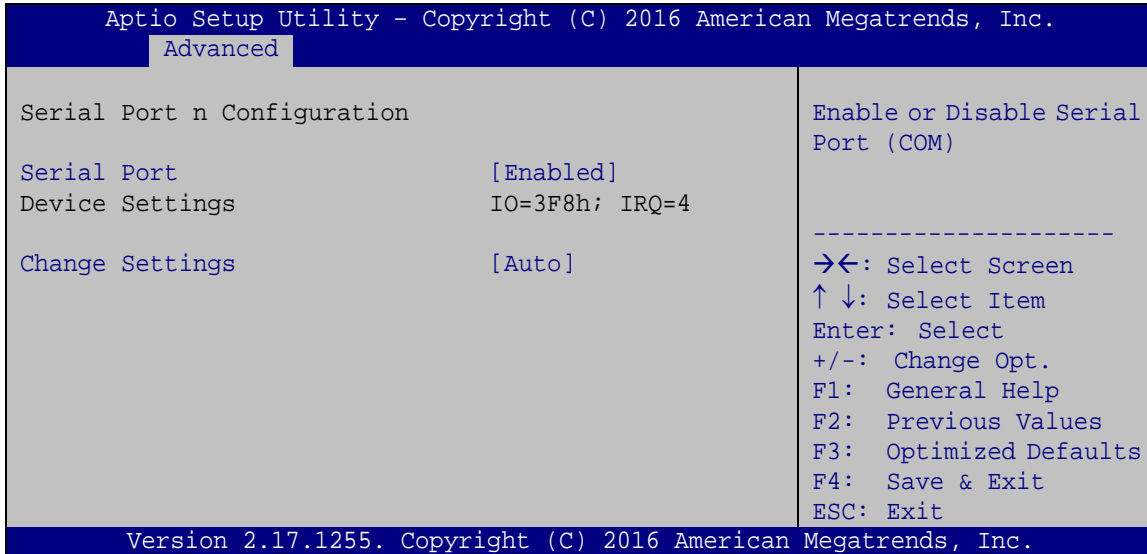 Aptio Setup Utility – Copyright (C) 2016 American Megatrends, Inc.
Advanced
Serial Port n Configuration
Serial Port [Enabled]
Device Settings IO=3F8h; IRQ=4
Change Settings [Auto]
Enable or Disable Serial
Port (COM)
---------------------
→←: Select Screen
↑ ↓: Select Item
Enter: Select
+/-: Change Opt.
F1: General Help
F2: Previous Values
F3: Optimized Defaults
F4: Save & Exit
ESC: Exit
Version 2.17.1255. Copyright (C) 2016 American Megatrends, Inc.